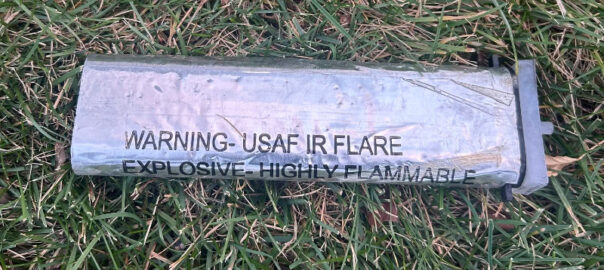 WARNING- USAF IR FLARE
EXPLOSIVE- HIGHLY FLAMMABLE